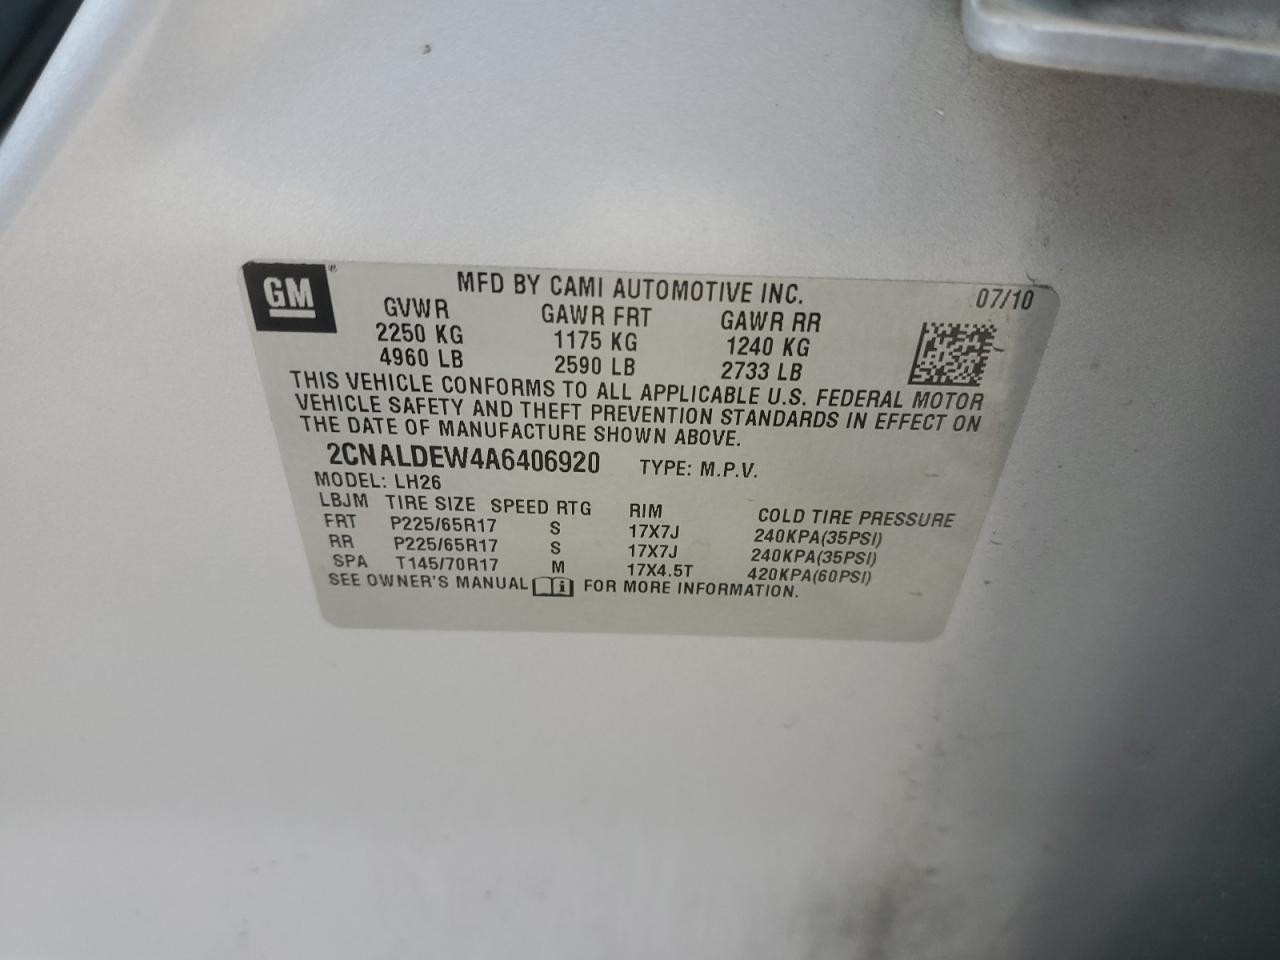 GM®
MFD BY CAMI AUTOMOTIVE INC. 07/10
GVWR GAWR FRT GAWR RR
2250 KG 1175 KG 1240 KG
4960 LB 2590 LB 2733 LB
THIS VEHICLE CONFORMS TO ALL APPLICABLE U.S. FEDERAL MOTOR
VEHICLE SAFETY AND THEFT PREVENTION STANDARDS IN EFFECT ON
THE DATE OF MANUFACTURE SHOWN ABOVE.
2CNALDEW4A6406920 TYPE: M.P.V.
MODEL: LH26
LBJM TIRE SIZE SPEED RTG RIM COLD TIRE PRESSURE
FRT P225/65R17 S 17X7J 240KPA(35PSI)
RR P225/65R17 S 17X7J 240KPA(35PSI)
SPA T145/70R17 M 17X4.5T 420KPA(60PSI)
SEE OWNER'S MANUAL i FOR MORE INFORMATION.